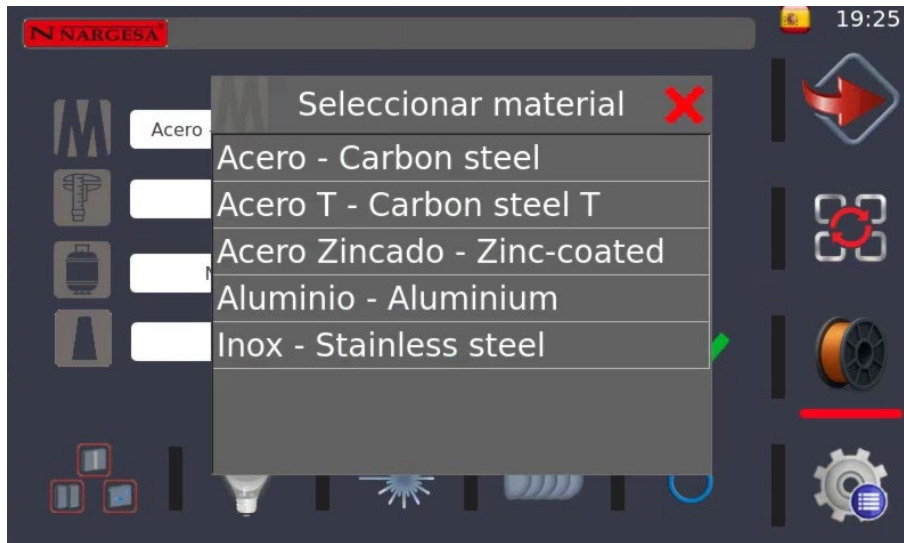 N NARGESA
19:25
Seleccionar material
Acero -
Acero - Carbon steel
Acero T - Carbon steel T
Acero Zincado - Zinc-coated
Aluminio - Aluminium
Inox - Stainless steel